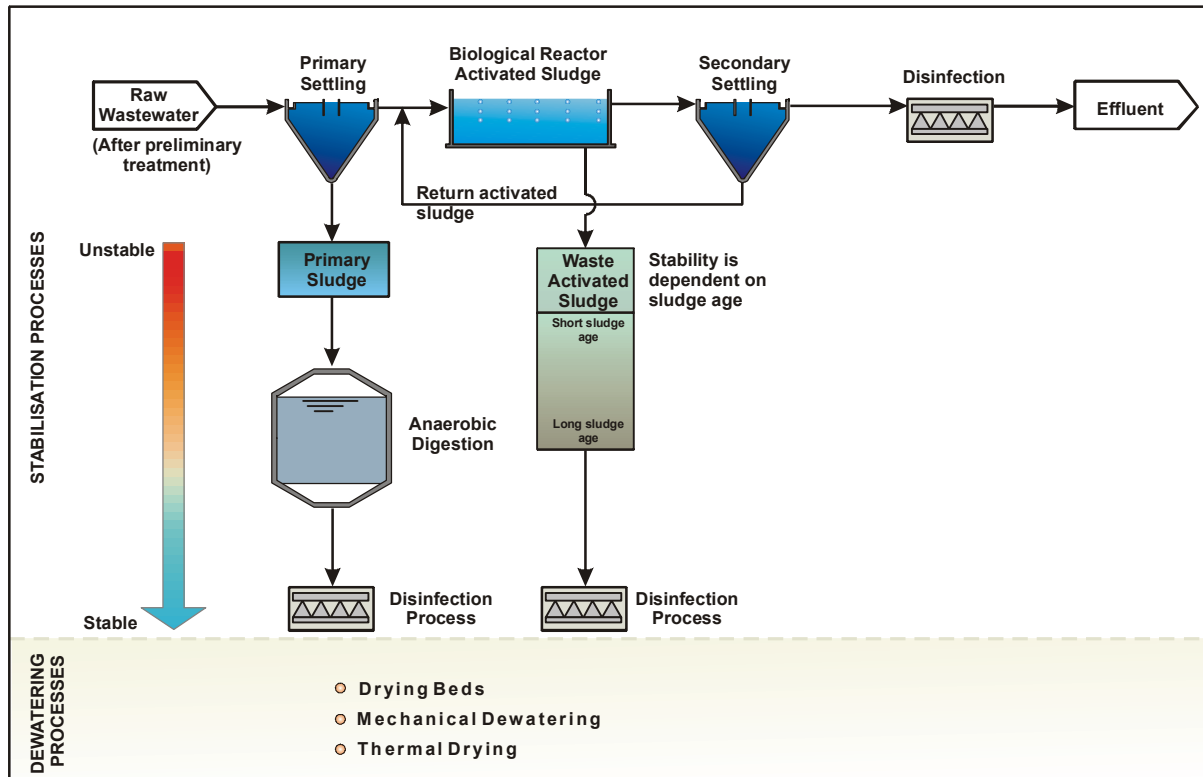 Primary
Settling
Biological Reactor
Activated Sludge
Secondary
Settling
Disinfection
Raw
Wastewater
Effluent
(After preliminary
treatment)
Return activated
sludge
STABILISATION PROCESSES
Unstable
Primary
Sludge
Waste
Activated
Sludge
Stability is
dependent on
sludge age
Short sludge
age
Anaerobic
Digestion
Long sludge
age
Stable
Disinfection
Process
Disinfection
Process
DEWATERING
PROCESSES
Drying Beds
Mechanical Dewatering
Thermal Drying